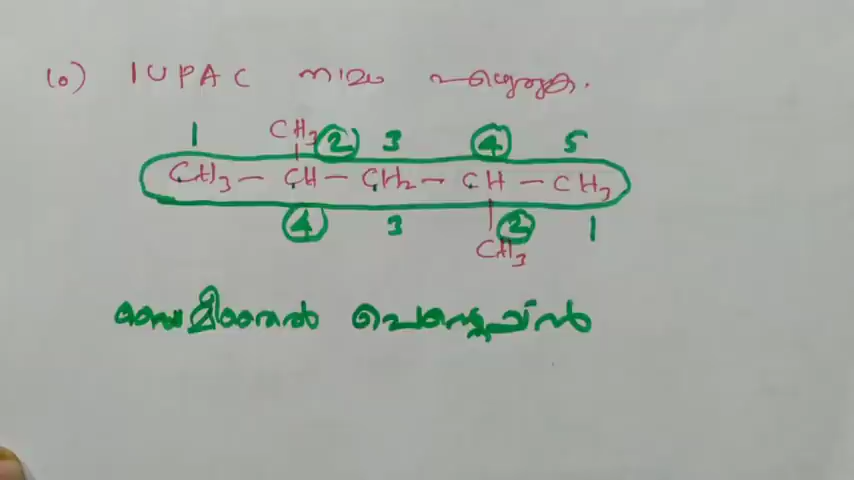 (o) IUPAC നാമം എഴുതുക.
CH3
1 2 3 4 5
CH3 - CH - CH2 - CH - CH3
4 3 2 1
CH3
ഡൈമീതൈൽ പെന്റെയിൻ